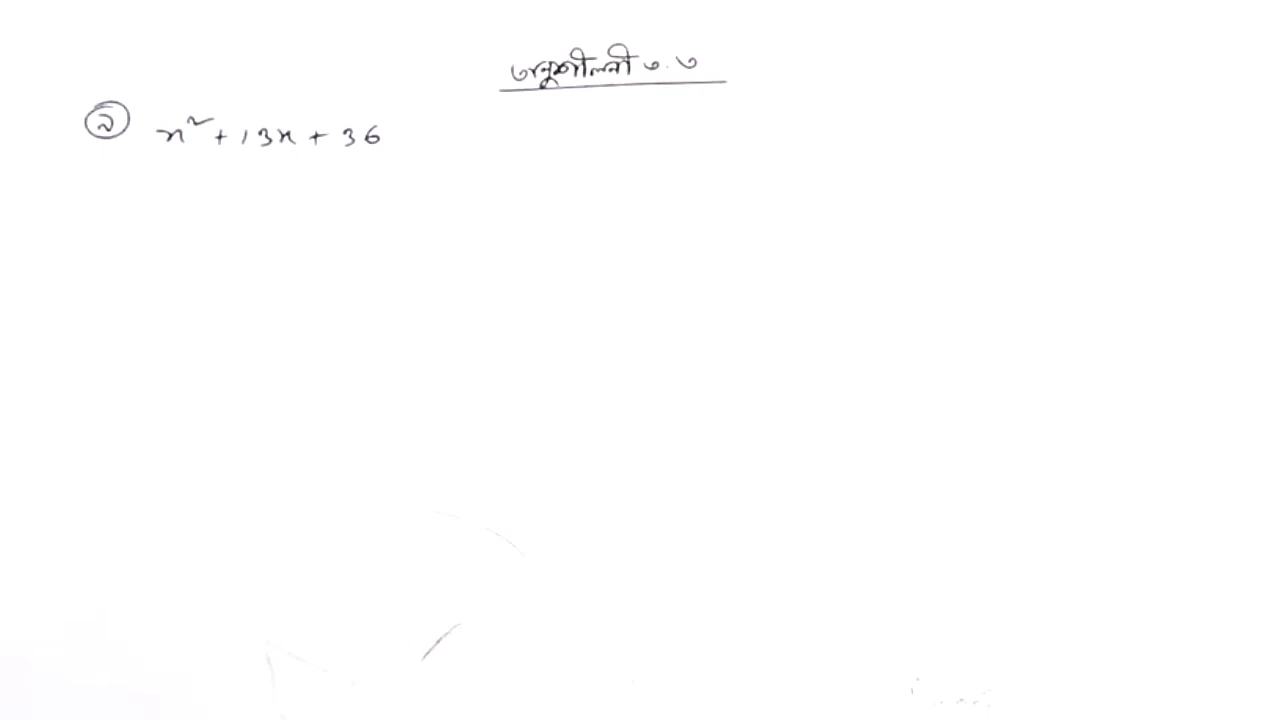 অনুশীলনী ৩.৩
২ x² + 13x + 36